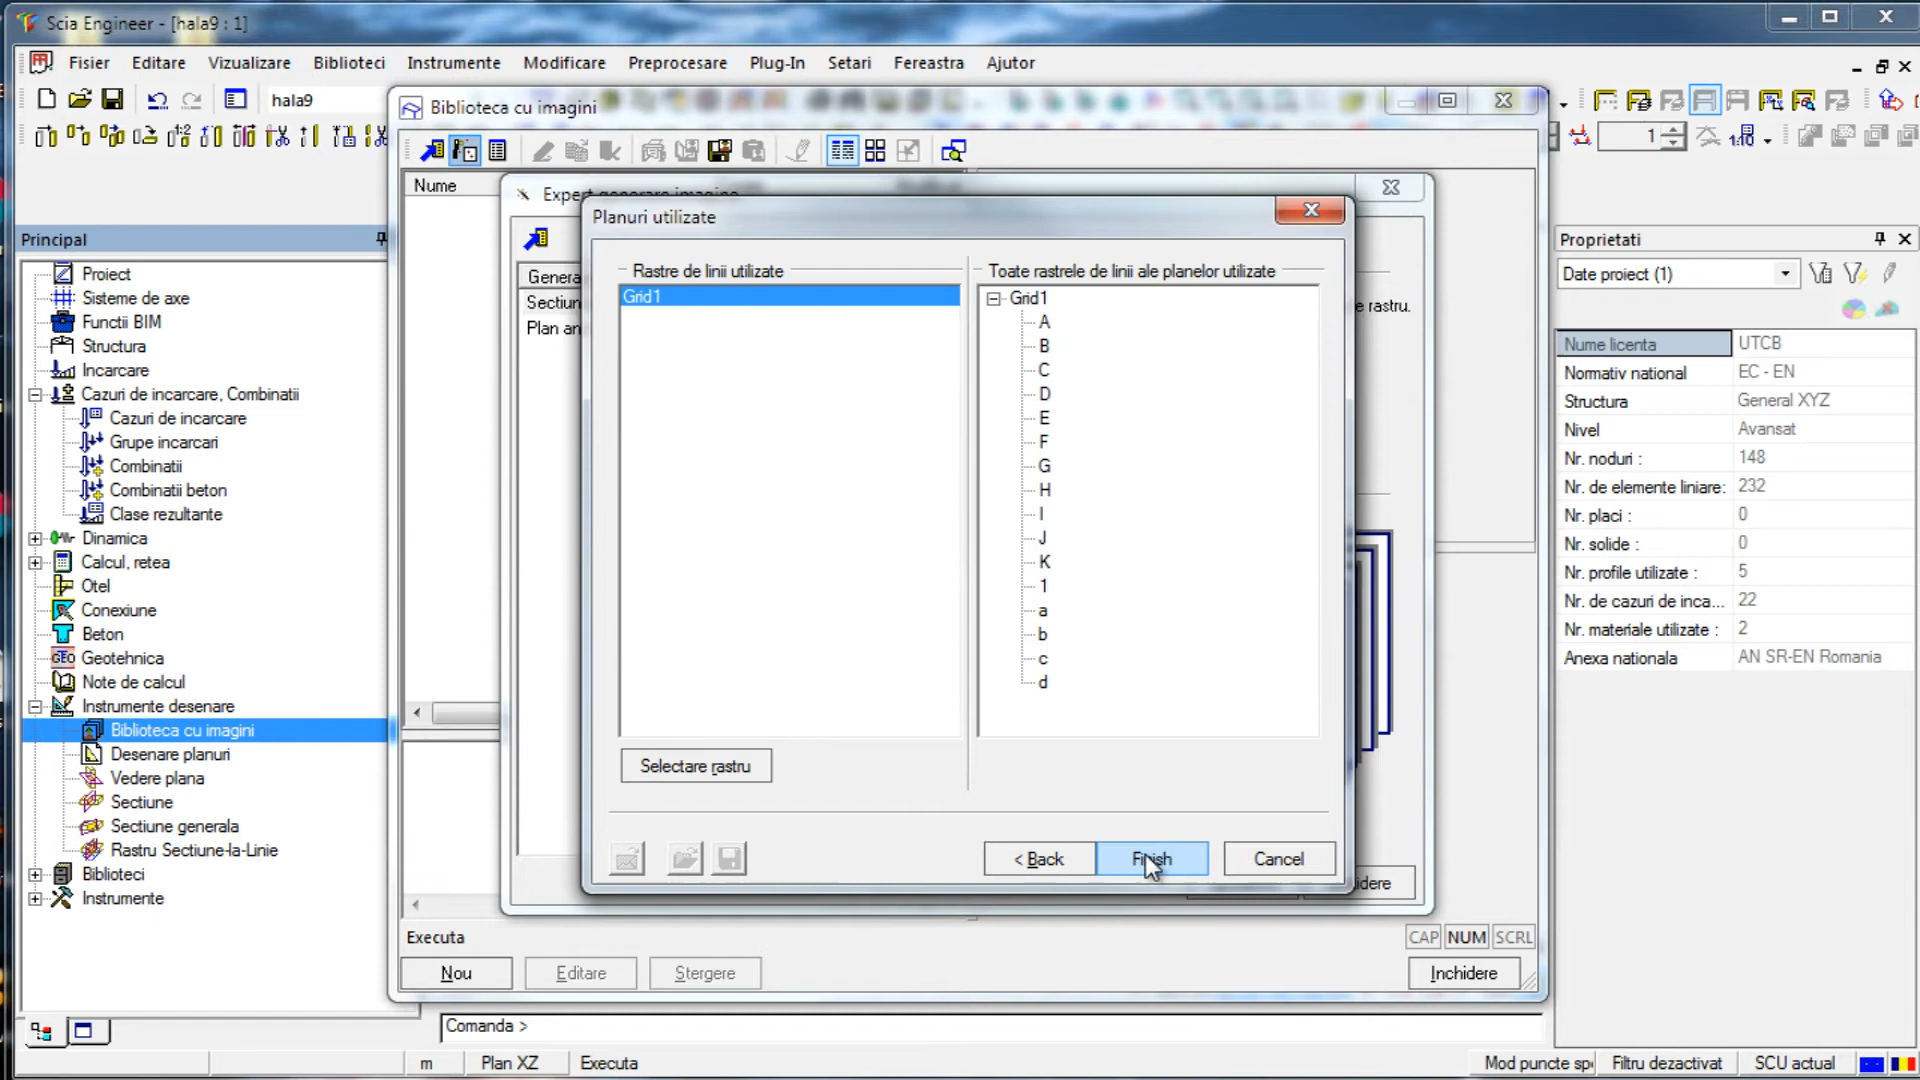 Scia Engineer - [hala9 : 1]
Fisier Editare Vizualizare Biblioteci Instrumente Modificare Preprocesare Plug-In Setari Fereastra Ajutor
hala9
Biblioteca cu imagini
1
Nume
Expert generare imagine
Planuri utilizate
Principal
Proiect
Sisteme de axe
Functii BIM
Structura
Incarcare
Cazuri de incarcare, Combinatii
Cazuri de incarcare
Grupe incarcari
Combinatii
Combinatii beton
Clase rezultante
Dinamica
Calcul, retea
Otel
Conexiune
Beton
Geotehnica
Note de calcul
Instrumente desenare
Biblioteca cu imagini
Desenare planuri
Vedere plana
Sectiune
Sectiune generala
Rastru Sectiune-la-Linie
Biblioteci
Instrumente
Genera
Sectiun
Plan an
Rastre de linii utilizate
Grid1
Selectare rastru
Toate rastrele de linii ale planelor utilizate
Grid1
A
B
C
D
E
F
G
H
I
J
K
1
a
b
c
d
e rastru.
< Back Finish Cancel
idere
Executa
CAP NUM SCRL
Nou Editare Stergere Inchidere
Proprietati
Date proiect (1)
Nume licenta UTCB
Normativ national EC - EN
Structura General XYZ
Nivel Avansat
Nr. noduri : 148
Nr. de elemente liniare: 232
Nr. placi : 0
Nr. solide : 0
Nr. profile utilizate : 5
Nr. de cazuri de inca... 22
Nr. materiale utilizate : 2
Anexa nationala AN SR-EN Romania
Comanda >
m Plan XZ Executa Mod puncte spe Filtru dezactivat SCU actual